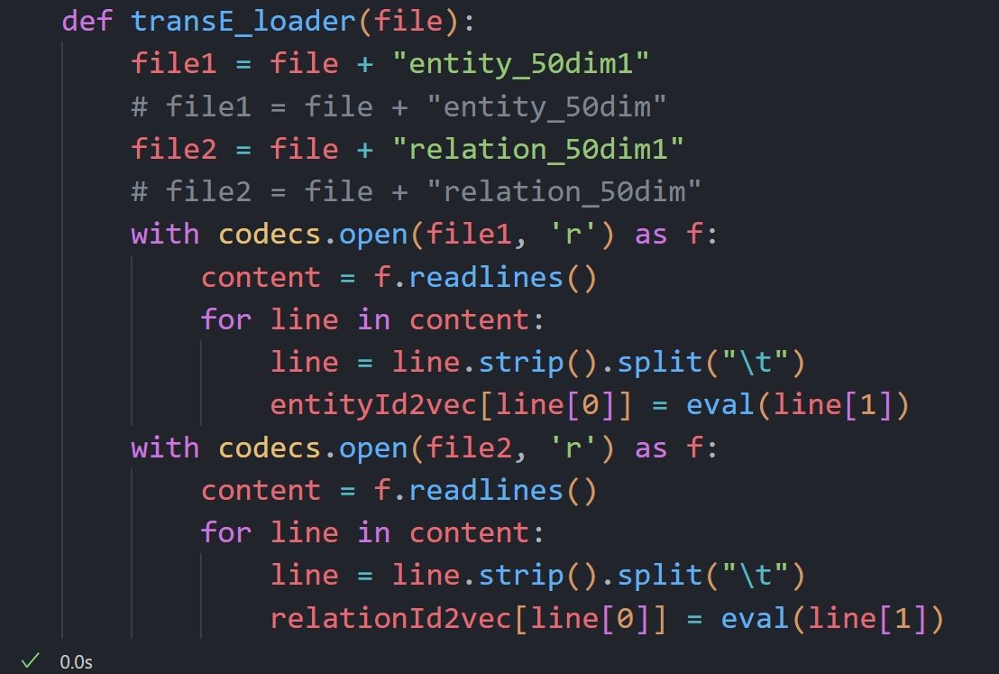 def transE_loader(file):
    file1 = file + "entity_50dim1"
    # file1 = file + "entity_50dim"
    file2 = file + "relation_50dim1"
    # file2 = file + "relation_50dim"
    with codecs.open(file1, 'r') as f:
        content = f.readlines()
        for line in content:
            line = line.strip().split("\t")
            entityId2vec[line[0]] = eval(line[1])
    with codecs.open(file2, 'r') as f:
        content = f.readlines()
        for line in content:
            line = line.strip().split("\t")
            relationId2vec[line[0]] = eval(line[1])
✓ 0.0s